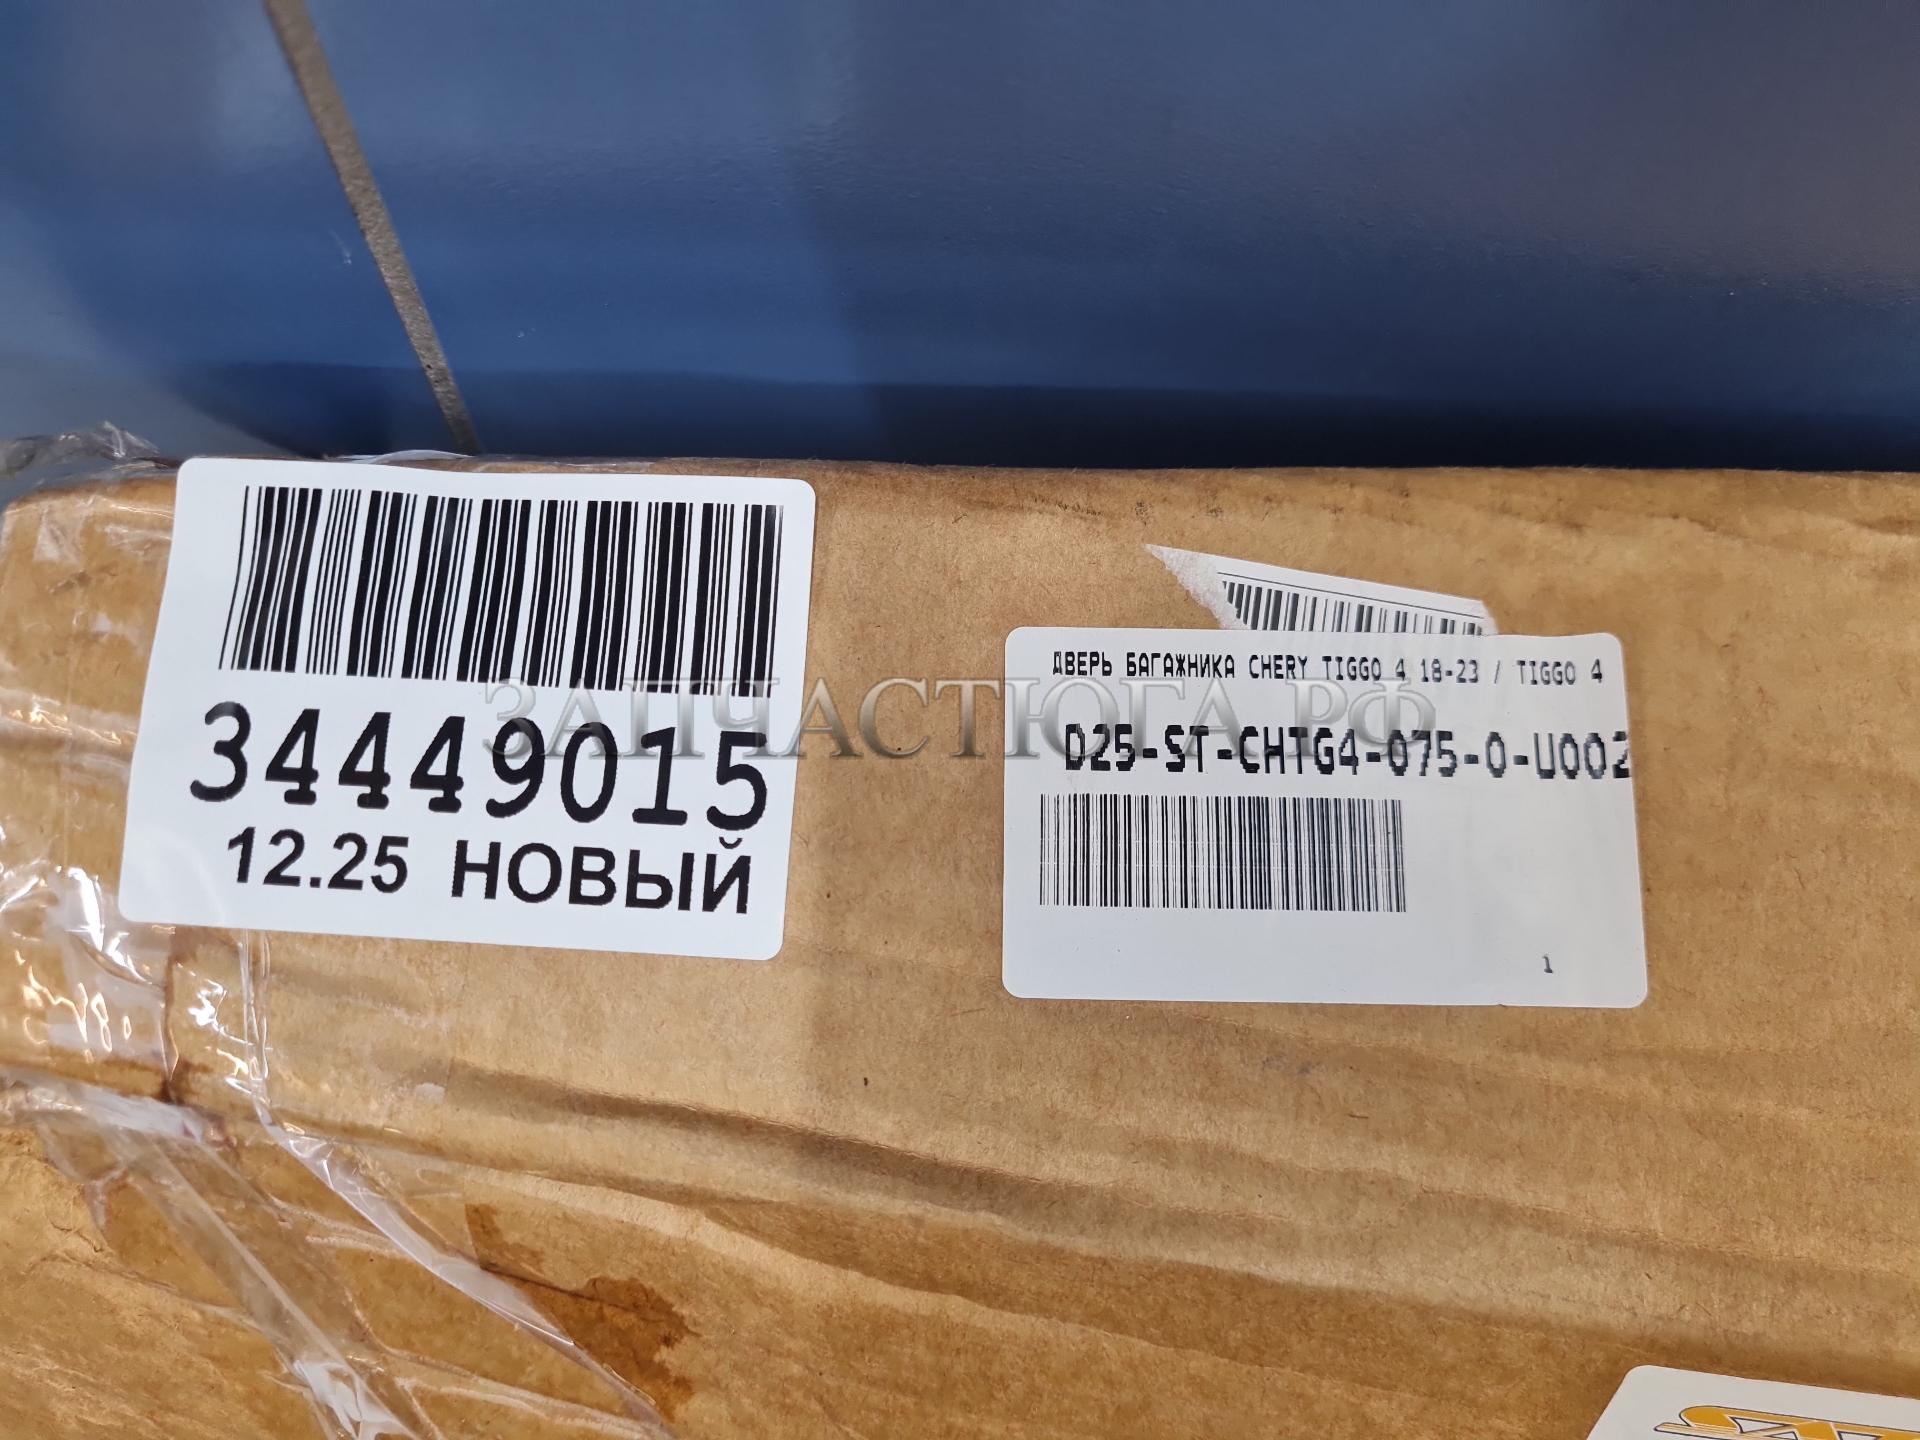 34449015
12.25 НОВЫЙ
ДВЕРЬ БАГАЖНИКА CHERY TIGGO 4 18-23 / TIGGO 4
D25-ST-CHTG4-075-0-U002
1
ЗАПЧАСТЮГА.РФ